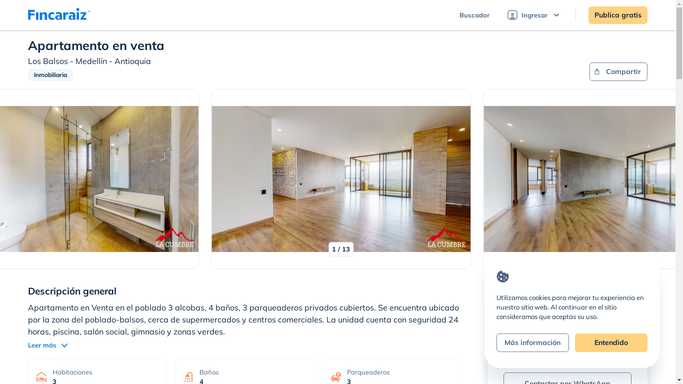 Fincaraiz
Buscador
Ingresar
Publica gratis
Apartamento en venta
Los Balsos - Medellín - Antioquia
Inmobiliaria
Compartir
LA CUMBRE
LA CUMBRE
1 / 13
Descripción general
Apartamento en Venta en el poblado 3 alcobas, 4 baños, 3 parqueaderos privados cubiertos. Se encuentra ubicado
por la zona del poblado-balsos, cerca de supermercados y centros comerciales. La unidad cuenta con seguridad 24
horas, piscina, salón social, gimnasio y zonas verdes.
Leer más
Habitaciones
3
Baños
4
Parqueaderos
3
Utilizamos cookies para mejorar tu experiencia en
nuestro sitio web. Al continuar en el sitio
consideramos que aceptas su uso.
Más información
Entendido
Contactar por WhatsApp